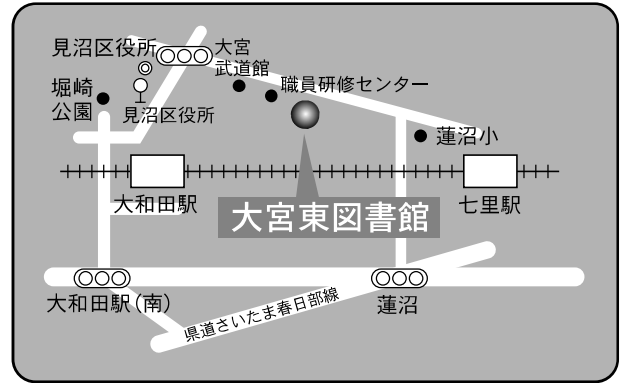 見沼区役所
大宮
武道館
堀崎
公園
見沼区役所
職員研修センター
蓮沼小
大和田駅
大宮東図書館
七里駅
大和田駅(南)
県道さいたま春日部線
蓮沼